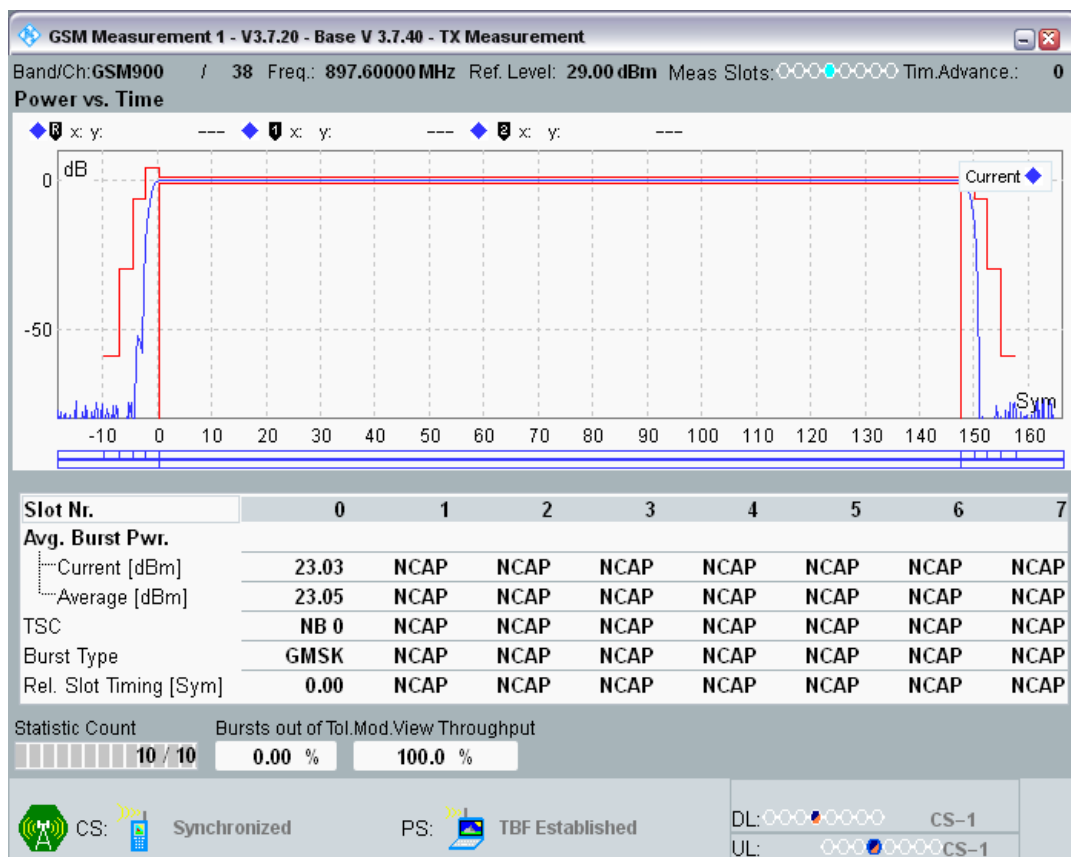 GSM Measurement 1 - V3.7.20 - Base V 3.7.40 - TX Measurement
Band/Ch: GSM900 / 38 Freq.: 897.60000 MHz Ref. Level: 29.00 dBm Meas Slots: Tim.Advance.: 0
Power vs. Time
R x: y: --- 1 x: y: --- 2 x: y: ---
dB
Current
0
-50
Sym
-10 0 10 20 30 40 50 60 70 80 90 100 110 120 130 140 150 160
Slot Nr. 0 1 2 3 4 5 6 7
Avg. Burst Pwr.
Current [dBm] 23.03 NCAP NCAP NCAP NCAP NCAP NCAP NCAP
Average [dBm] 23.05 NCAP NCAP NCAP NCAP NCAP NCAP NCAP
TSC NB 0 NCAP NCAP NCAP NCAP NCAP NCAP NCAP
Burst Type GMSK NCAP NCAP NCAP NCAP NCAP NCAP NCAP
Rel. Slot Timing [Sym] 0.00 NCAP NCAP NCAP NCAP NCAP NCAP NCAP
Statistic Count Bursts out of Tol. Mod.View Throughput
10 / 10 0.00 % 100.0 %
CS: Synchronized PS: TBF Established
DL: CS-1
UL: CS-1